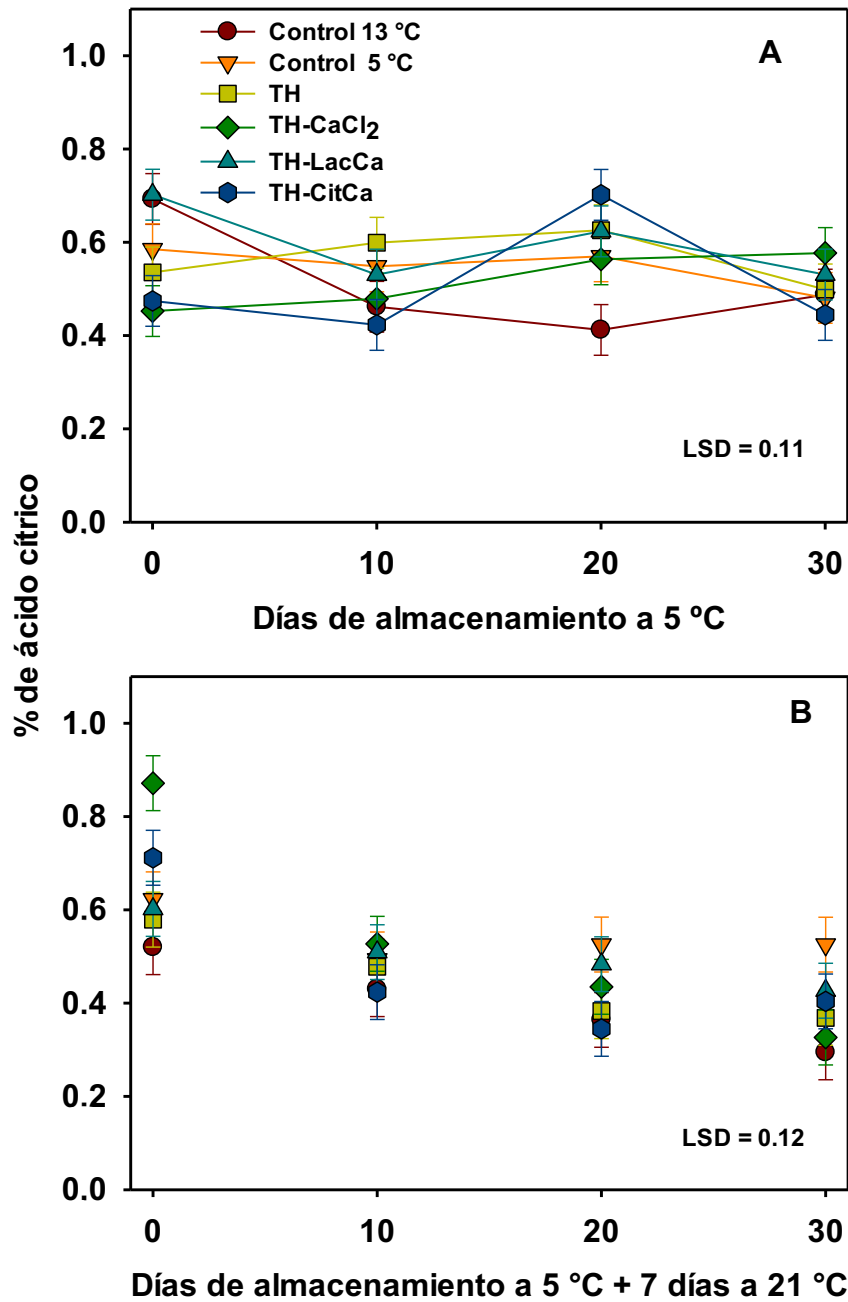 Control 13 °C
Control 5 °C
TH
TH-CaCl2
TH-LacCa
TH-CitCa
A
1.0
0.8
0.6
0.4
0.2
0.0
LSD = 0.11
0 10 20 30
Días de almacenamiento a 5 ºC
% de ácido cítrico
B
1.0
0.8
0.6
0.4
0.2
0.0
LSD = 0.12
0 10 20 30
Días de almacenamiento a 5 °C + 7 días a 21 °C